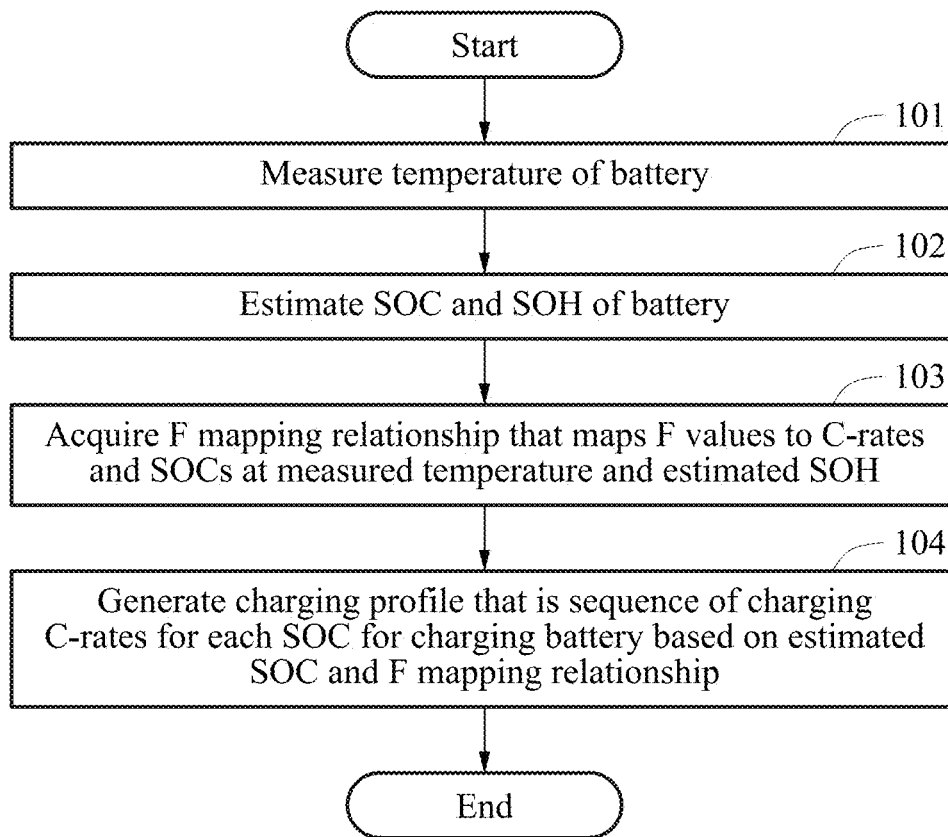 Start
101
Measure temperature of battery
102
Estimate SOC and SOH of battery
103
Acquire F mapping relationship that maps F values to C-rates
and SOCs at measured temperature and estimated SOH
104
Generate charging profile that is sequence of charging
C-rates for each SOC for charging battery based on estimated
SOC and F mapping relationship
End